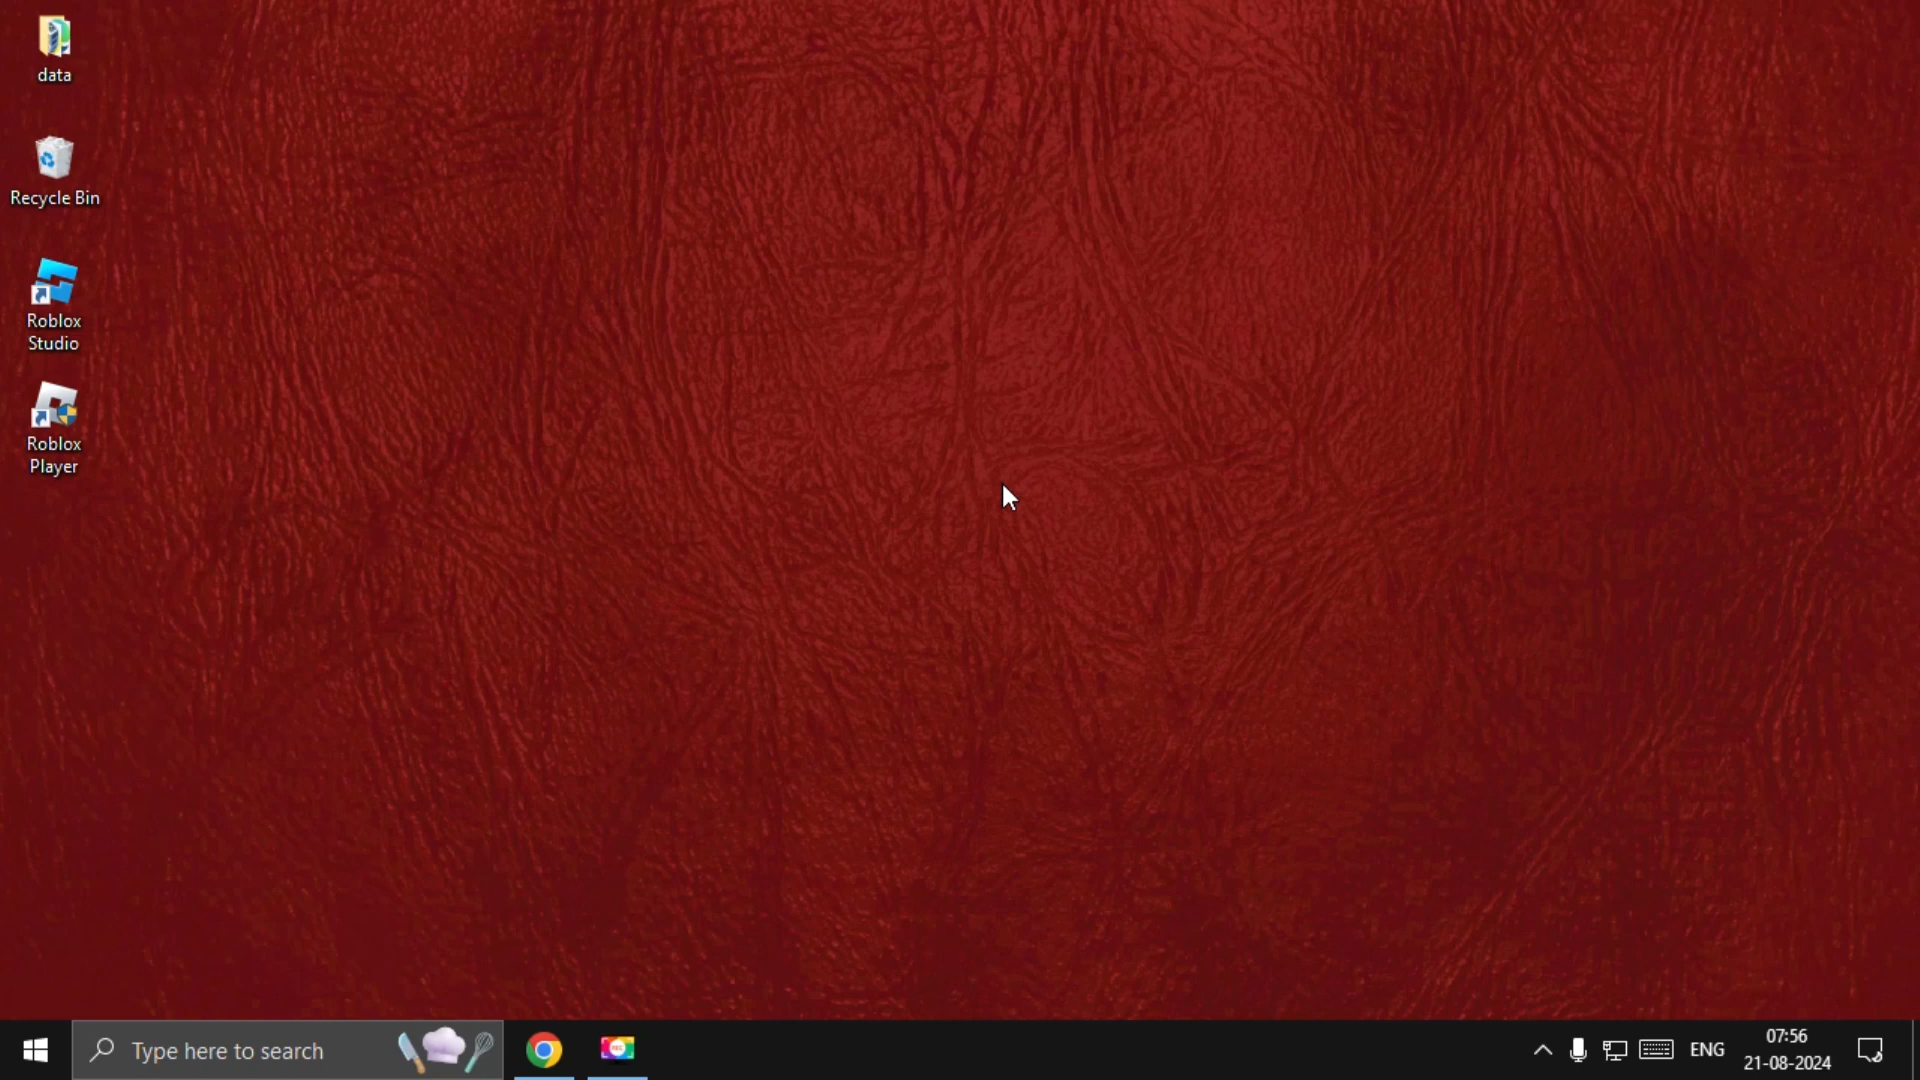 data
Recycle Bin
Roblox
Studio
Roblox
Player
Type here to search
ENG
07:56
21-08-2024